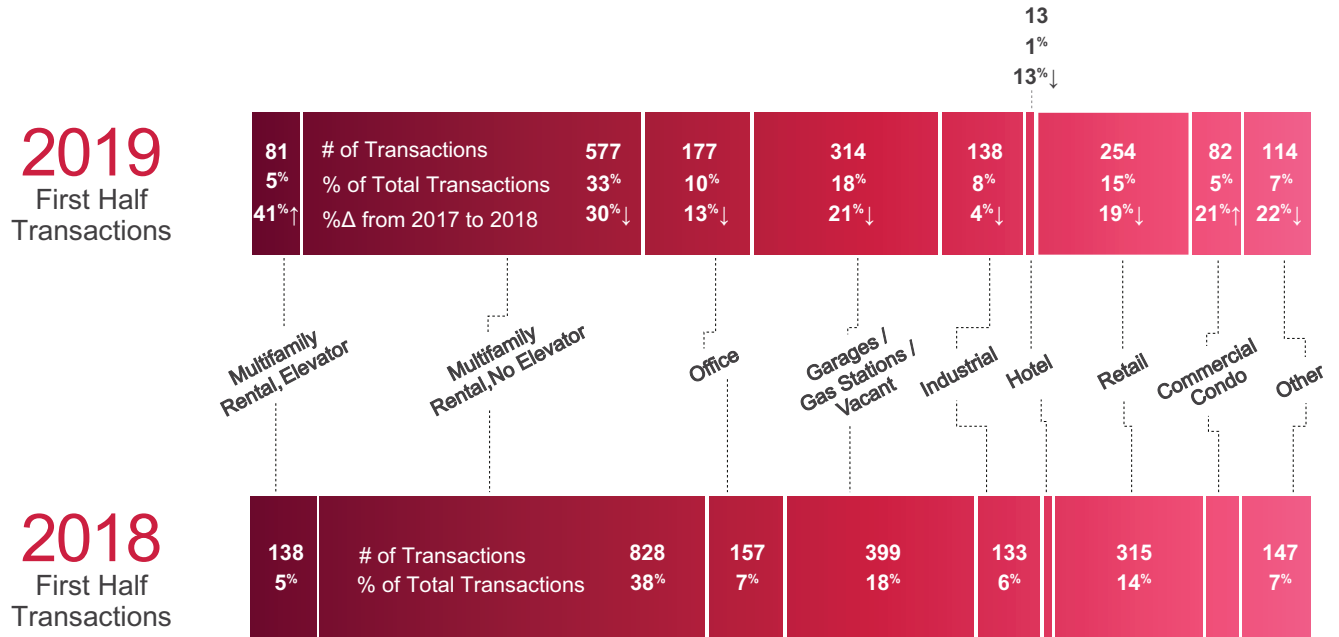 13
1%
13%↓
2019
First Half
Transactions
81 # of Transactions 577 177 314 138 254 82 114
5% % of Total Transactions 33% 10% 18% 8% 15% 5% 7%
41%↑ %Δ from 2017 to 2018 30%↓ 13%↓ 21%↓ 4%↓ 19%↓ 21%↑ 22%↓
Multifamily
Rental, Elevator
Multifamily
Rental, No Elevator
Office
Garages /
Gas Stations /
Vacant
Industrial
Hotel
Retail
Commercial
Condo
Other
2018
First Half
Transactions
138 # of Transactions 828 157 399 133 315 147
5% % of Total Transactions 38% 7% 18% 6% 14% 7%